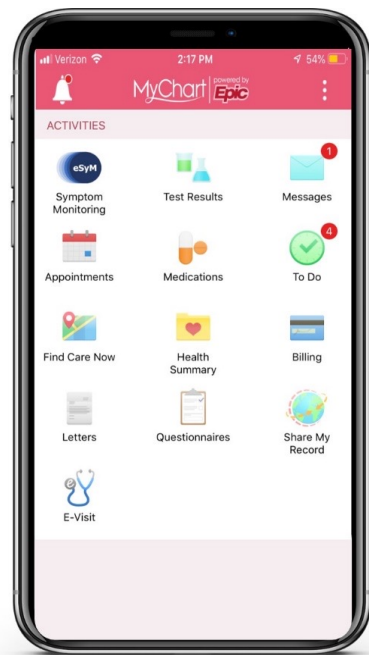 Verizon 2:17 PM 54%
MyChart powered by Epic
ACTIVITIES
eSyM
Symptom Monitoring
Test Results
1
Messages
Appointments
Medications
4
To Do
Find Care Now
Health Summary
Billing
Letters
Questionnaires
Share My Record
e
E-Visit